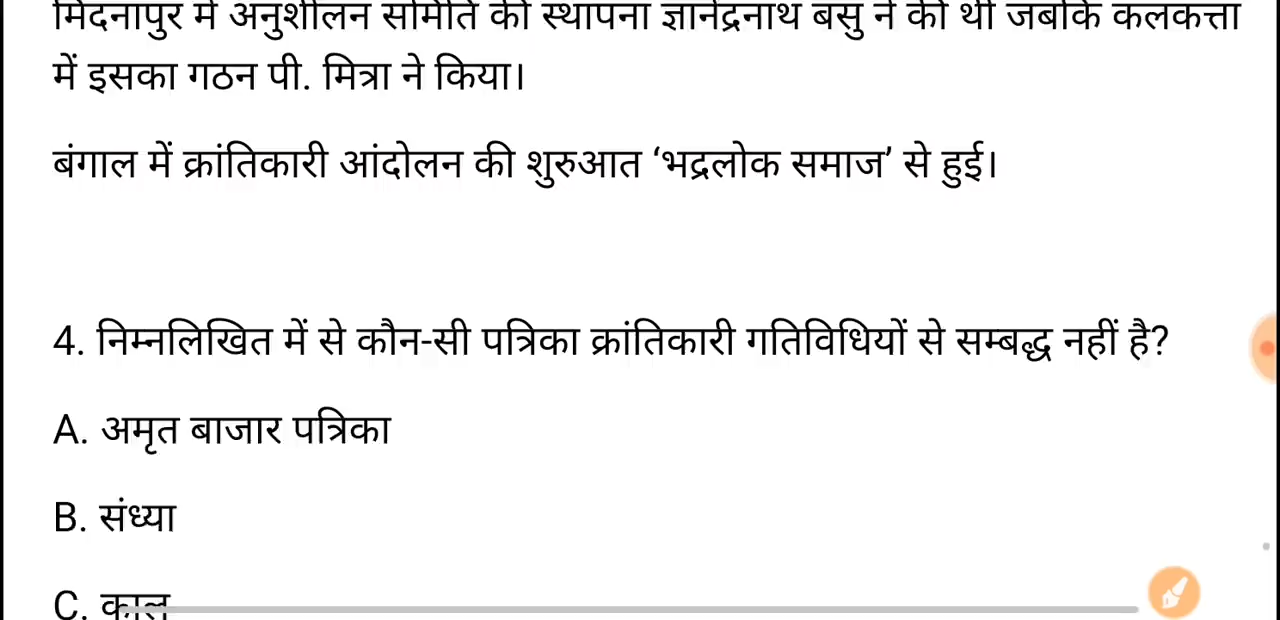 मिदनापुर में अनुशीलन समिति की स्थापना ज्ञानेंद्रनाथ बसु ने की थी जबकि कलकत्ता
में इसका गठन पी. मित्रा ने किया।
बंगाल में क्रांतिकारी आंदोलन की शुरुआत ‘भद्रलोक समाज’ से हुई।
4. निम्नलिखित में से कौन-सी पत्रिका क्रांतिकारी गतिविधियों से सम्बद्ध नहीं है?
A. अमृत बाजार पत्रिका
B. संध्या
C. काल